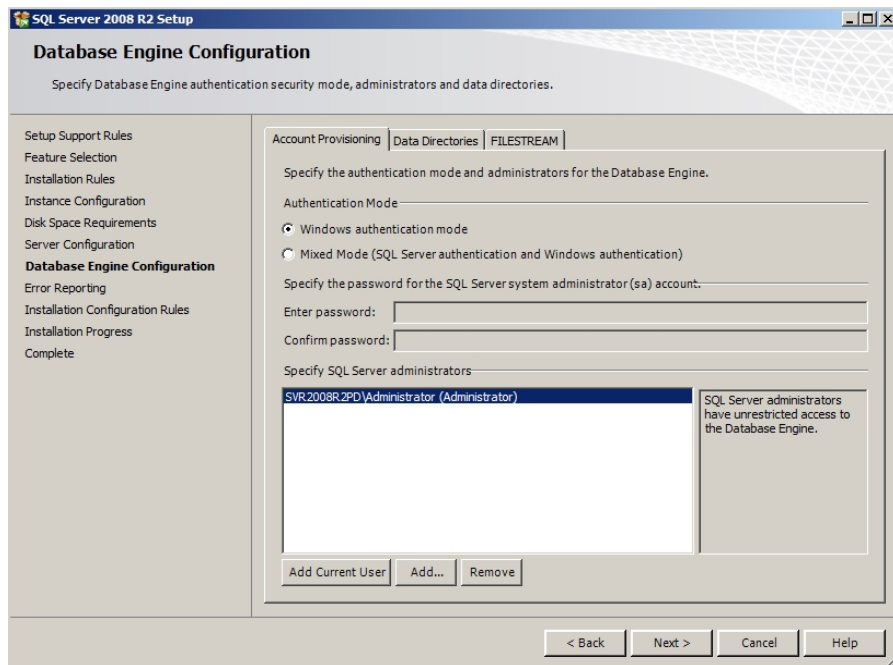 SQL Server 2008 R2 Setup
Database Engine Configuration
Specify Database Engine authentication security mode, administrators and data directories.
Setup Support Rules
Feature Selection
Installation Rules
Instance Configuration
Disk Space Requirements
Server Configuration
Database Engine Configuration
Error Reporting
Installation Configuration Rules
Installation Progress
Complete
Account Provisioning Data Directories FILESTREAM
Specify the authentication mode and administrators for the Database Engine.
Authentication Mode
Windows authentication mode
Mixed Mode (SQL Server authentication and Windows authentication)
Specify the password for the SQL Server system administrator (sa) account.
Enter password:
Confirm password:
Specify SQL Server administrators
SVR2008R2PD\Administrator (Administrator)
SQL Server administrators
have unrestricted access to
the Database Engine.
Add Current User Add... Remove
< Back Next > Cancel Help